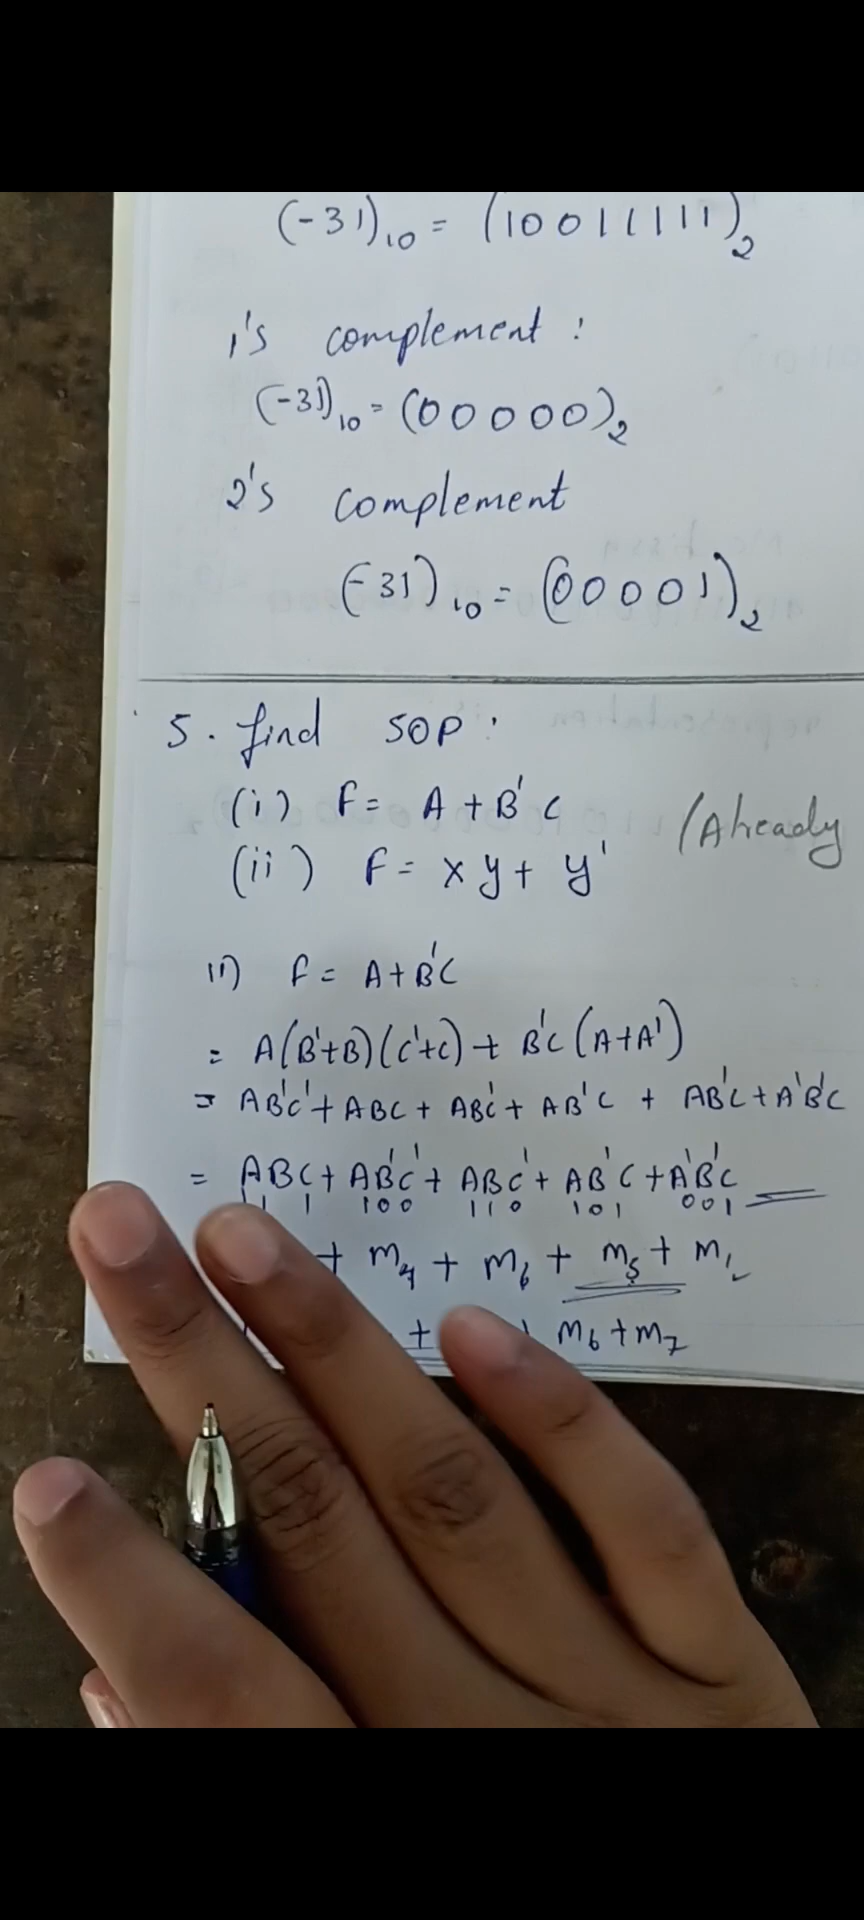 (-31)₁₀ = (10011111)₂
1's complement :
(-31)₁₀ = (00000)₂
2's complement
(-31)₁₀ = (00001)₂
5. find SOP :
(i) F = A + B'C
(Already
(ii) F = xy + y'
F = A + B'C
= A(B'+B)(C'+C) + B'C(A+A')
= AB'C' + ABC + ABC' + AB'C + AB'C + A'B'C
= ABC + AB'C' + ABC' + AB'C + A'B'C
1 1 100 110 101 001
+ m₄ + m₆ + m₅ + m₁
+ + m₆ + m₇